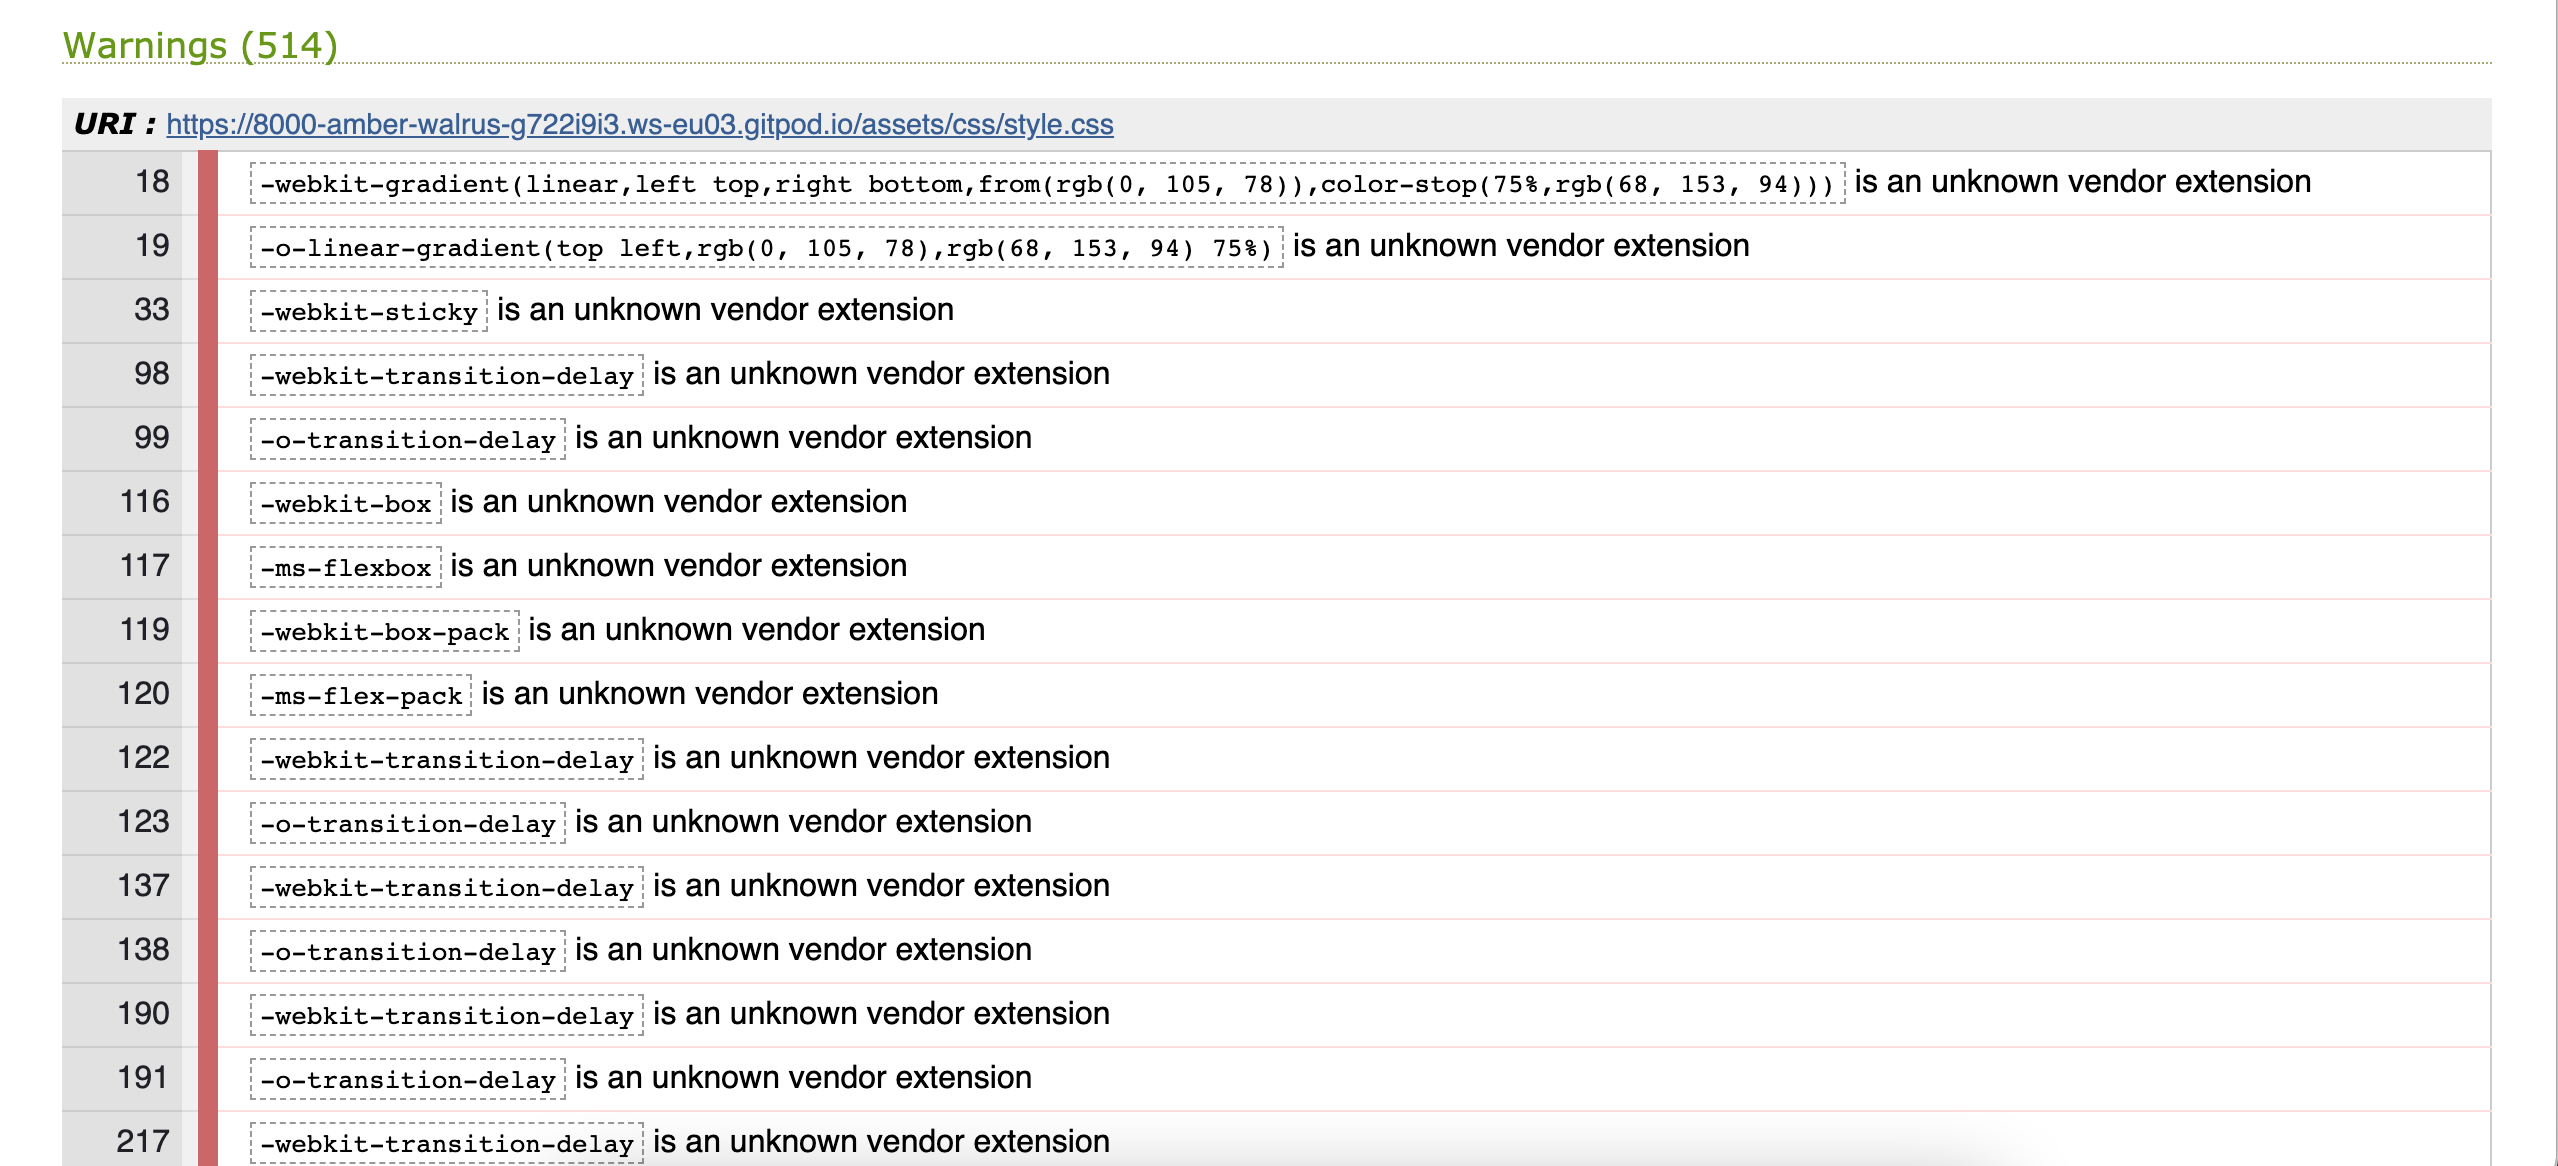 Warnings (514)
URI : https://8000-amber-walrus-g722i9i3.ws-eu03.gitpod.io/assets/css/style.css
18 -webkit-gradient(linear,left top,right bottom,from(rgb(0, 105, 78)),color-stop(75%,rgb(68, 153, 94))) is an unknown vendor extension
19 -o-linear-gradient(top left,rgb(0, 105, 78),rgb(68, 153, 94) 75%) is an unknown vendor extension
33 -webkit-sticky is an unknown vendor extension
98 -webkit-transition-delay is an unknown vendor extension
99 -o-transition-delay is an unknown vendor extension
116 -webkit-box is an unknown vendor extension
117 -ms-flexbox is an unknown vendor extension
119 -webkit-box-pack is an unknown vendor extension
120 -ms-flex-pack is an unknown vendor extension
122 -webkit-transition-delay is an unknown vendor extension
123 -o-transition-delay is an unknown vendor extension
137 -webkit-transition-delay is an unknown vendor extension
138 -o-transition-delay is an unknown vendor extension
190 -webkit-transition-delay is an unknown vendor extension
191 -o-transition-delay is an unknown vendor extension
217 -webkit-transition-delay is an unknown vendor extension